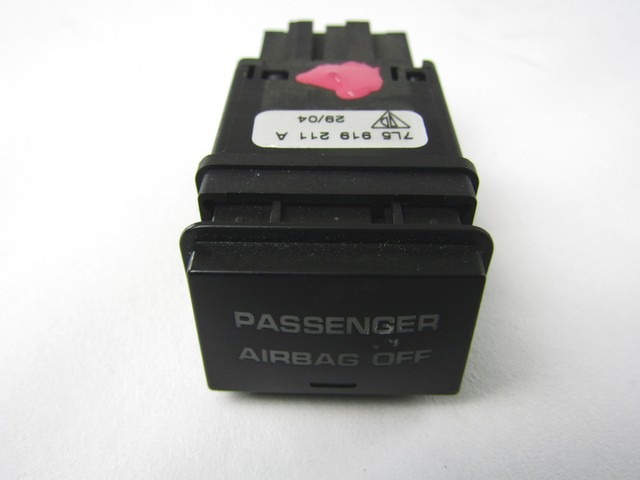 7L5 919 211 A
29/04
PASSENGER
AIRBAG OFF